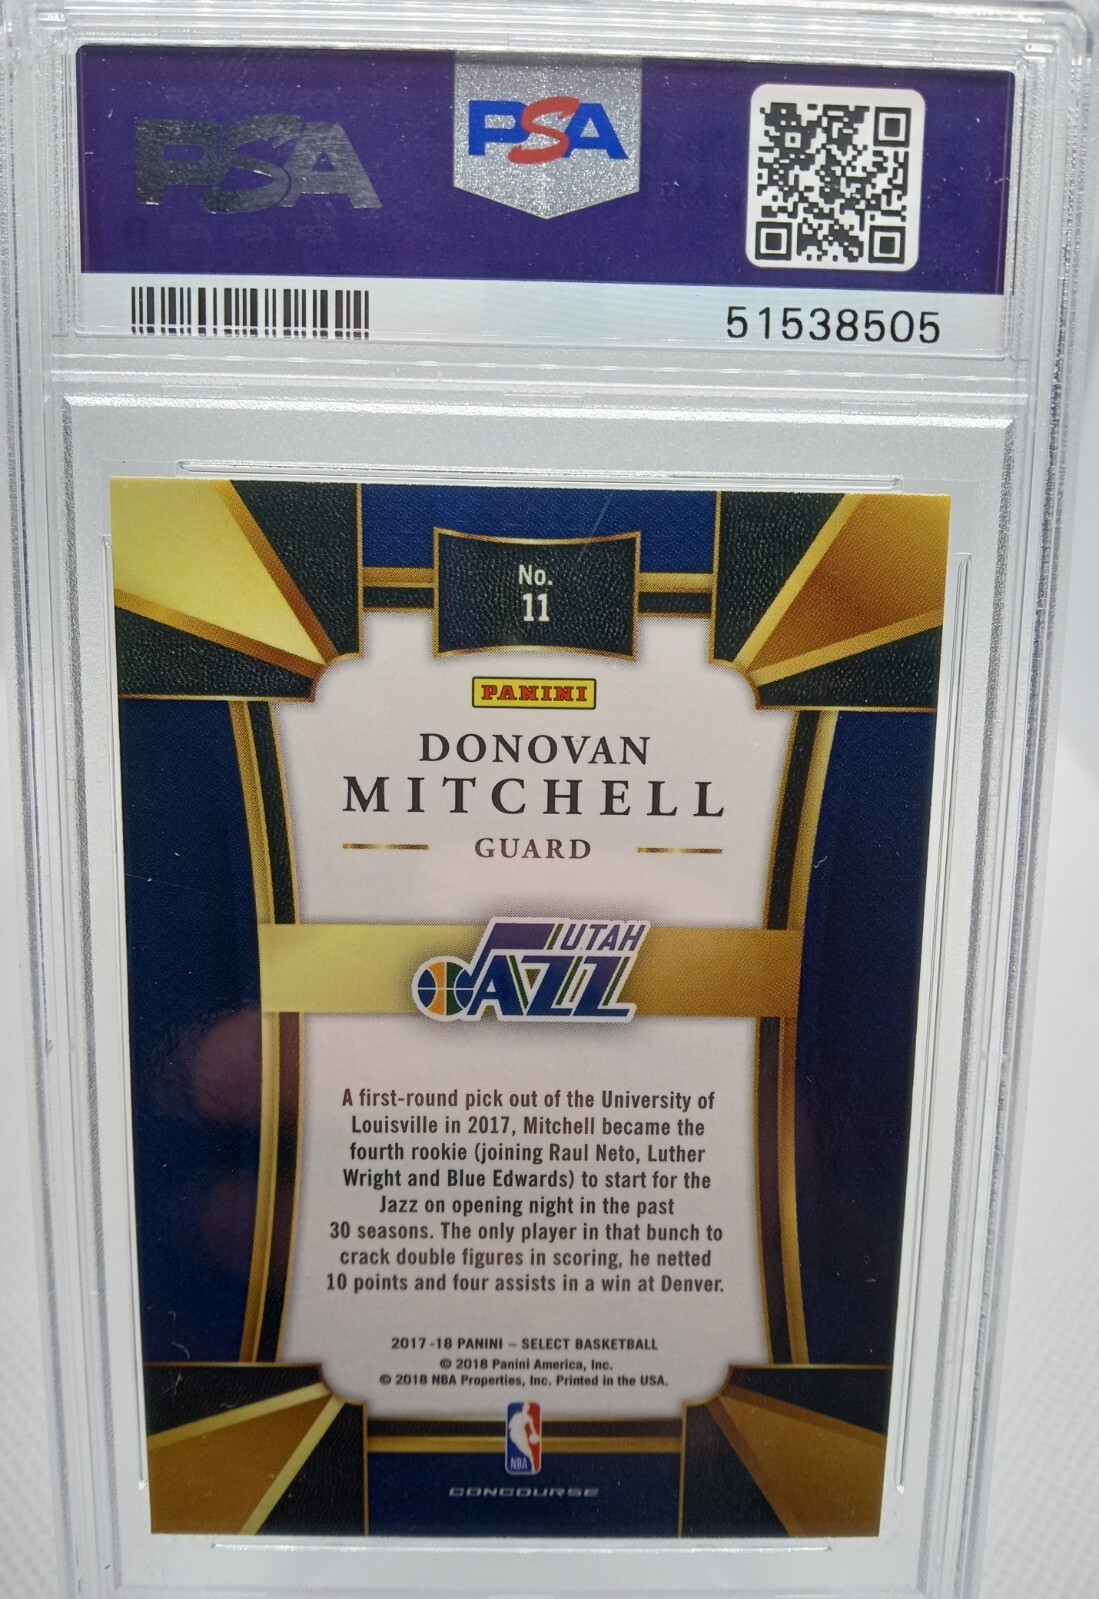 PSA
PSA
51538505
No.
11
PANINI
DONOVAN
MITCHELL
GUARD
UTAH
JAZZ
A first-round pick out of the University of
Louisville in 2017, Mitchell became the
fourth rookie (joining Raul Neto, Luther
Wright and Blue Edwards) to start for the
Jazz on opening night in the past
30 seasons. The only player in that bunch to
crack double figures in scoring, he netted
10 points and four assists in a win at Denver.
2017-18 PANINI – SELECT BASKETBALL
© 2018 Panini America, Inc.
© 2018 NBA Properties, Inc. Printed in the USA.
NBA
CONCOURSE